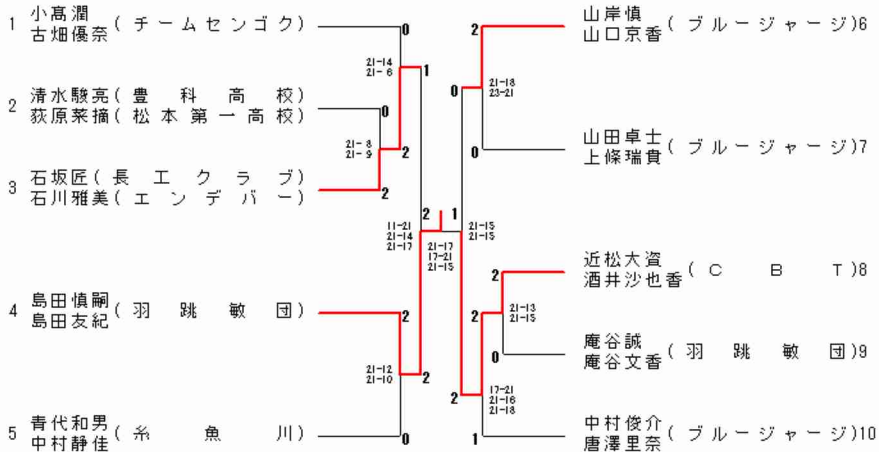 1 小髙潤
古畑優奈 (チームセンゴク)
2 清水駿亮(豊科高校)
荻原菜摘(松本第一高校)
3 石坂匠(長工クラブ)
石川雅美(エンデバー)
4 島田慎嗣
島田友紀 (羽跳敏団)
5 青代和男
中村静佳 (糸魚川)
0
21-14
21-6
1
0
21-8
21-9
2
2
11-21
21-14
21-17
2
2
21-12
21-10
2
0
21-17
17-21
21-15
1
2
21-18
23-21
0
0
21-15
21-15
2
21-13
21-15
2
0
17-21
21-16
21-18
2
1
山岸慎
山口京香 (ブルージャージ)6
山田卓士
上條瑞貴 (ブルージャージ)7
近松大資
酒井沙也香 (CBT)8
庵谷誠
庵谷文香 (羽跳敏団)9
中村俊介
唐澤里奈 (ブルージャージ)10